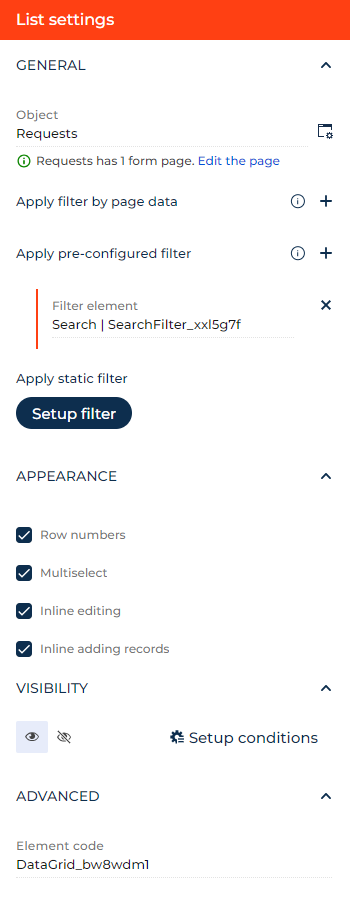 List settings
GENERAL
Object
Requests
Requests has 1 form page. Edit the page
Apply filter by page data
Apply pre-configured filter
Filter element
Search | SearchFilter_xxl5g7f
Apply static filter
Setup filter
APPEARANCE
Row numbers
Multiselect
Inline editing
Inline adding records
VISIBILITY
Setup conditions
ADVANCED
Element code
DataGrid_bw8wdm1